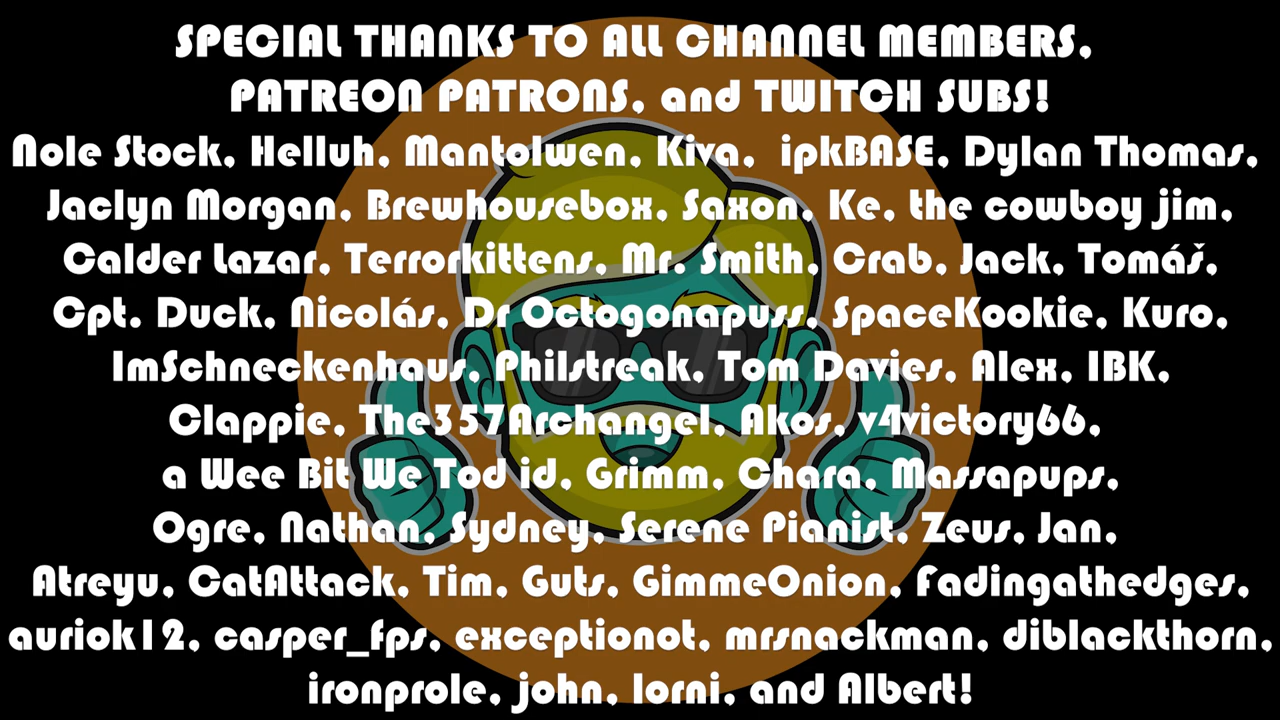 SPECIAL THANKS TO ALL CHANNEL MEMBERS,
PATREON PATRONS, and TWITCH SUBS!
Nole Stock, Helluh, Mantolwen, Kiva, ipkBASE, Dylan Thomas,
Jaclyn Morgan, Brewhousebox, Saxon, Ke, the cowboy jim,
Calder Lazar, Terrorkittens, Mr. Smith, Crab, Jack, Tomáš,
Cpt. Duck, Nicolás, Dr Octogonapuss, SpaceKookie, Kuro,
ImSchneckenhaus, Philstreak, Tom Davies, Alex, IBK,
Clappie, The357Archangel, Akos, v4victory66,
a Wee Bit We Tod id, Grimm, Chara, Massapups,
Ogre, Nathan, Sydney, Serene Pianist, Zeus, Jan,
Atreyu, CatAttack, Tim, Guts, GimmeOnion, Fadingathedges,
auriok12, casper_fps, exceptionot, mrsnackman, diblackthorn,
ironprole, john, lorni, and Albert!